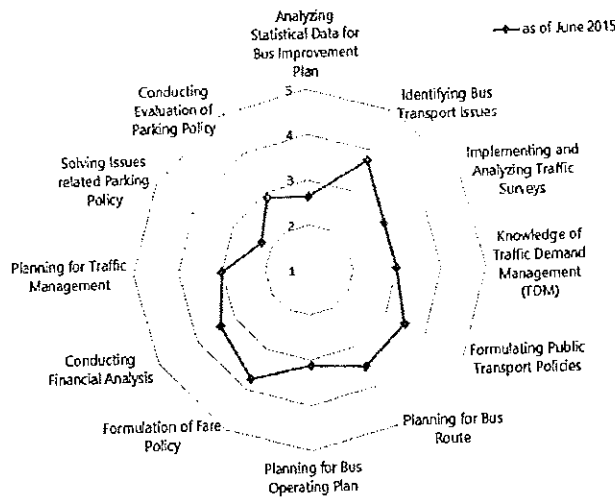 Analyzing
Statistical Data for
Bus Improvement
Plan
as of June 2015
Identifying Bus
Transport Issues
Implementing and
Analyzing Traffic
Surveys
Knowledge of
Traffic Demand
Management
(TDM)
Formulating Public
Transport Policies
Planning for Bus
Route
Planning for Bus
Operating Plan
Formulation of Fare
Policy
Conducting
Financial Analysis
Planning for Traffic
Management
Solving Issues
related Parking
Policy
Conducting
Evaluation of
Parking Policy
5
4
3
2
1